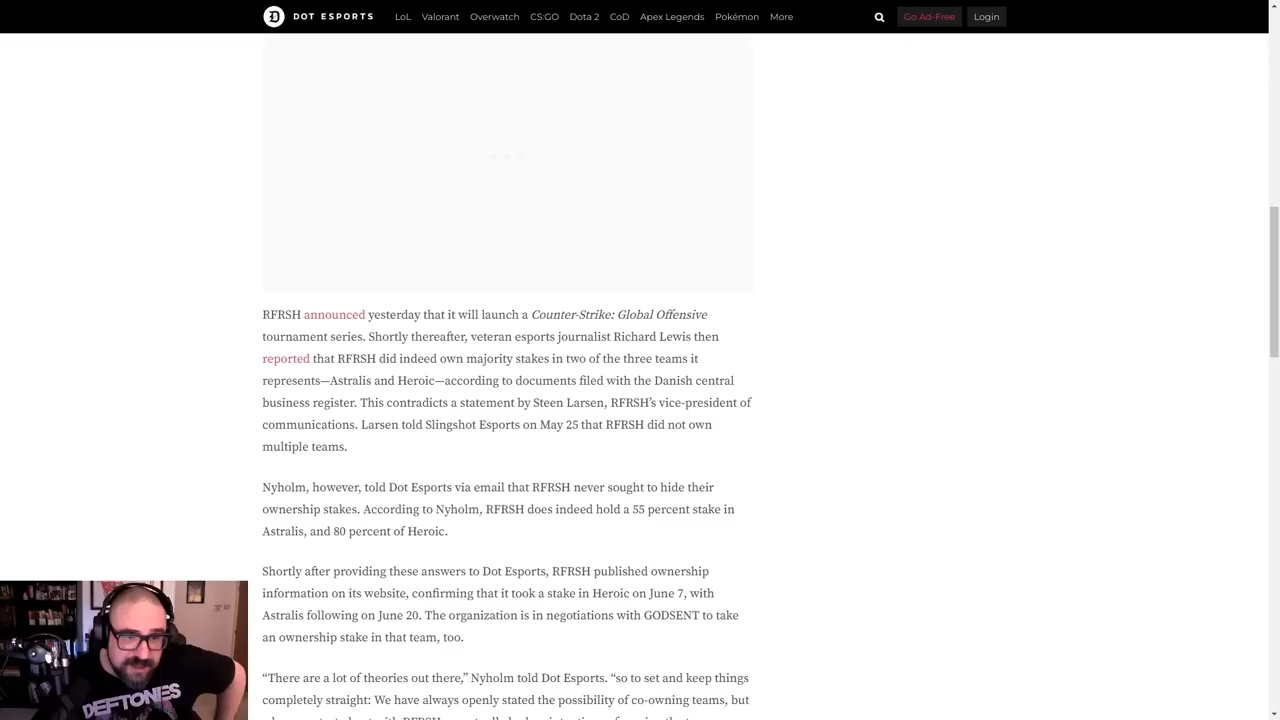 DOT ESPORTS LoL Valorant Overwatch CS:GO Dota 2 CoD Apex Legends Pokémon More Go Ad-Free Login
RFRSH announced yesterday that it will launch a Counter-Strike: Global Offensive
tournament series. Shortly thereafter, veteran esports journalist Richard Lewis then
reported that RFRSH did indeed own majority stakes in two of the three teams it
represents—Astralis and Heroic—according to documents filed with the Danish central
business register. This contradicts a statement by Steen Larsen, RFRSH’s vice-president of
communications. Larsen told Slingshot Esports on May 25 that RFRSH did not own
multiple teams.
Nyholm, however, told Dot Esports via email that RFRSH never sought to hide their
ownership stakes. According to Nyholm, RFRSH does indeed hold a 55 percent stake in
Astralis, and 80 percent of Heroic.
Shortly after providing these answers to Dot Esports, RFRSH published ownership
information on its website, confirming that it took a stake in Heroic on June 7, with
Astralis following on June 20. The organization is in negotiations with GODSENT to take
an ownership stake in that team, too.
“There are a lot of theories out there,” Nyholm told Dot Esports. “so to set and keep things
completely straight: We have always openly stated the possibility of co-owning teams, but
DEFTONES